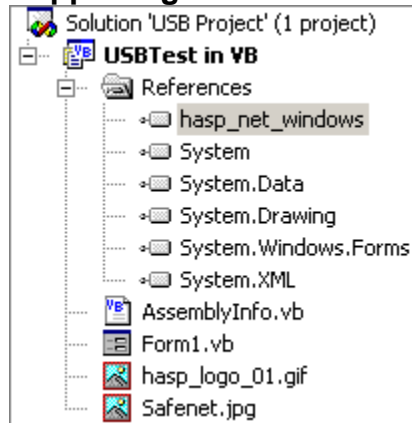 Solution 'USB Project' (1 project)
USBTest in VB
References
hasp_net_windows
System
System.Data
System.Drawing
System.Windows.Forms
System.XML
AssemblyInfo.vb
Form1.vb
hasp_logo_01.gif
Safenet.jpg